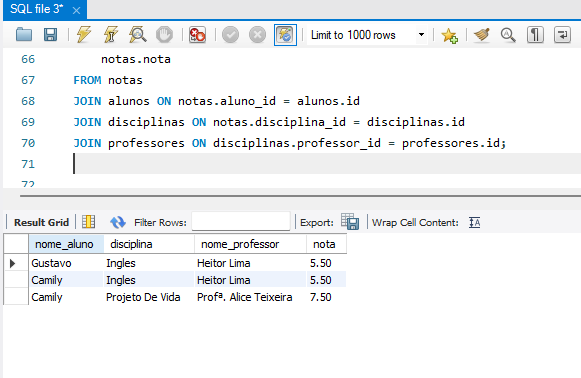 SQL file 3*
Limit to 1000 rows
66 notas.nota
67 FROM notas
68 JOIN alunos ON notas.aluno_id = alunos.id
69 JOIN disciplinas ON notas.disciplina_id = disciplinas.id
70 JOIN professores ON disciplinas.professor_id = professores.id;
71
72
Result Grid Filter Rows: Export: Wrap Cell Content:
nome_aluno disciplina nome_professor nota
Gustavo Ingles Heitor Lima 5.50
Camily Ingles Heitor Lima 5.50
Camily Projeto De Vida Profª. Alice Teixeira 7.50